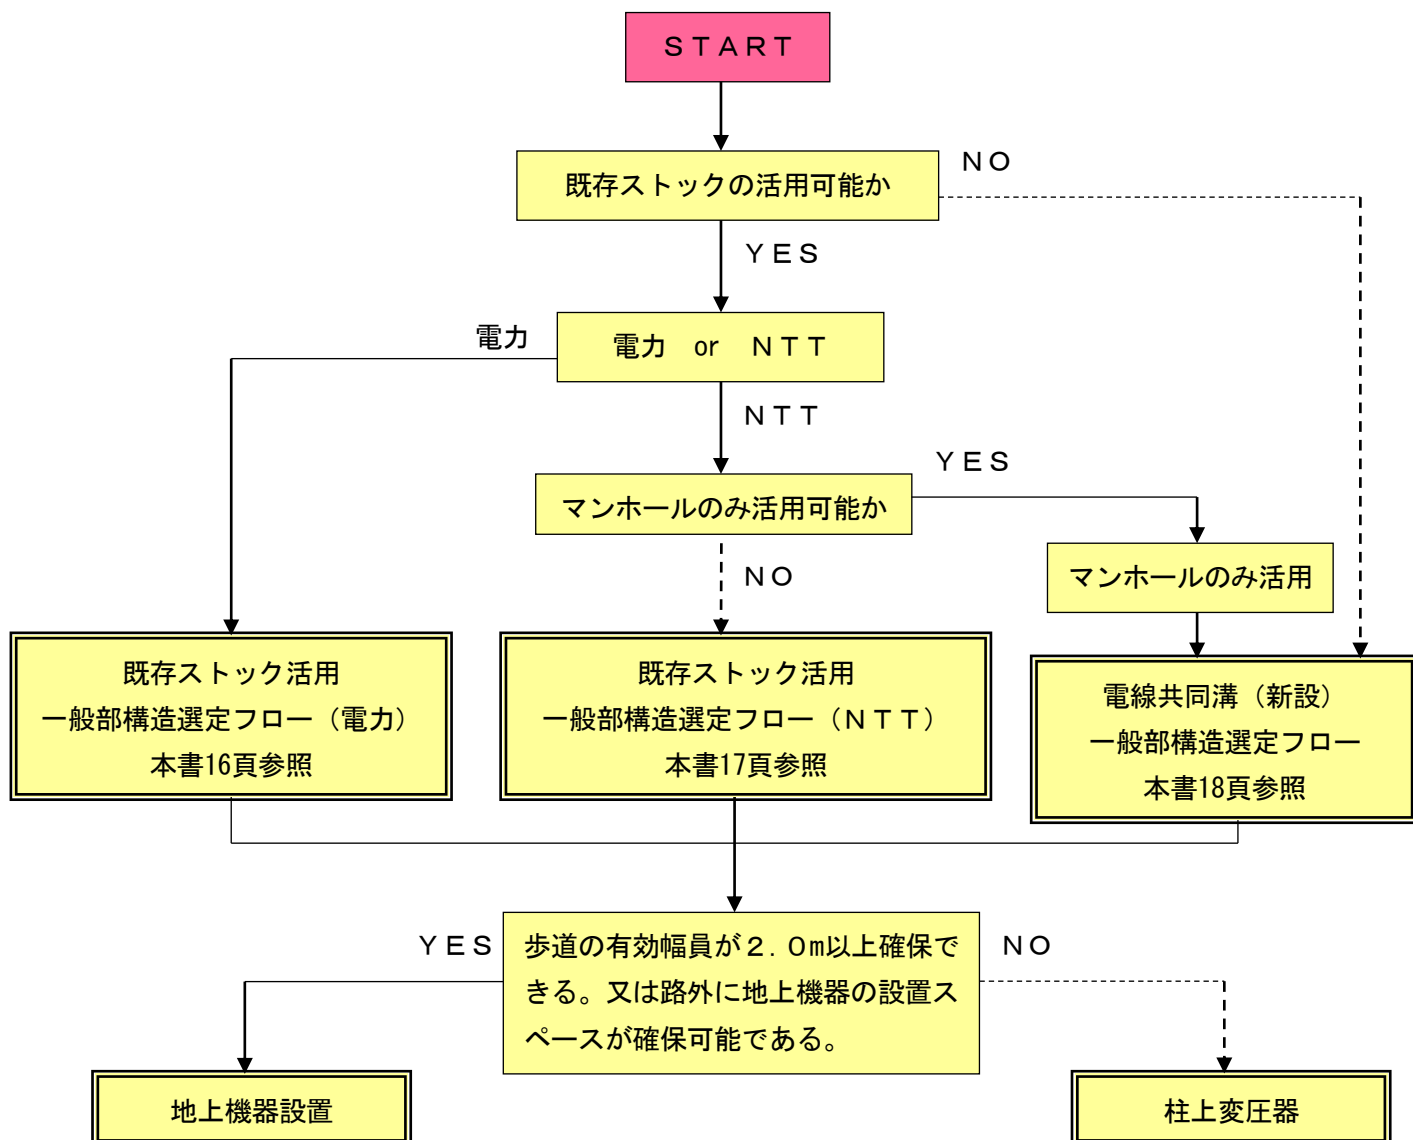 ＳＴＡＲＴ
既存ストックの活用可能か
ＮＯ
ＹＥＳ
電力
電力　or　ＮＴＴ
ＮＴＴ
マンホールのみ活用可能か
ＹＥＳ
ＮＯ
マンホールのみ活用
既存ストック活用
一般部構造選定フロー（電力）
本書16頁参照
既存ストック活用
一般部構造選定フロー（ＮＴＴ）
本書17頁参照
電線共同溝（新設）
一般部構造選定フロー
本書18頁参照
ＹＥＳ
歩道の有効幅員が２.０m以上確保で
きる。又は路外に地上機器の設置ス
ペースが確保可能である。
ＮＯ
地上機器設置
柱上変圧器